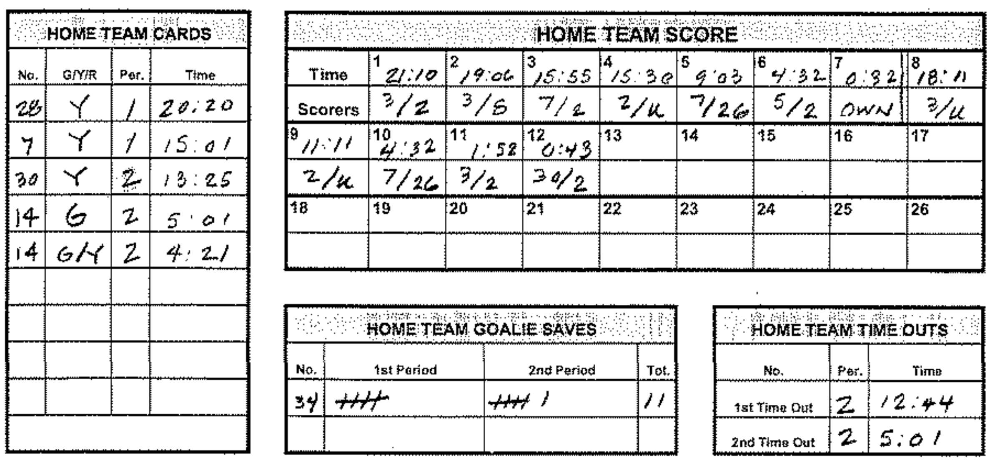 HOME TEAM CARDS
No. G/Y/R Per. Time
28 Y 1 20:20
7 Y 1 15:01
30 Y 2 13:25
14 G 2 5:01
14 G/Y 2 4:21
HOME TEAM SCORE
Time 1 21:10 2 19:06 3 15:55 4 15:30 5 9:03 6 4:32 7 0:32 8 18:11
Scorers 3/2 3/8 7/2 2/U 7/26 5/2 OWN 3/U
9 11:11 10 4:32 11 1:52 12 0:43 13 14 15 16 17
2/U 7/26 3/2 30/2
18 19 20 21 22 23 24 25 26
HOME TEAM GOALIE SAVES
No. 1st Period 2nd Period Tot.
34 11
HOME TEAM TIME OUTS
No. Per. Time
1st Time Out 2 12:44
2nd Time Out 2 5:01